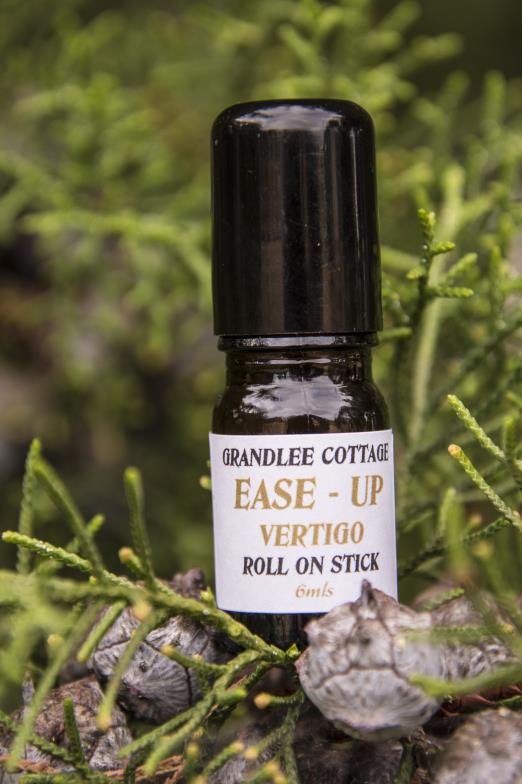 GRANDLEE COTTAGE
EASE - UP
VERTIGO
ROLL ON STICK
6mls